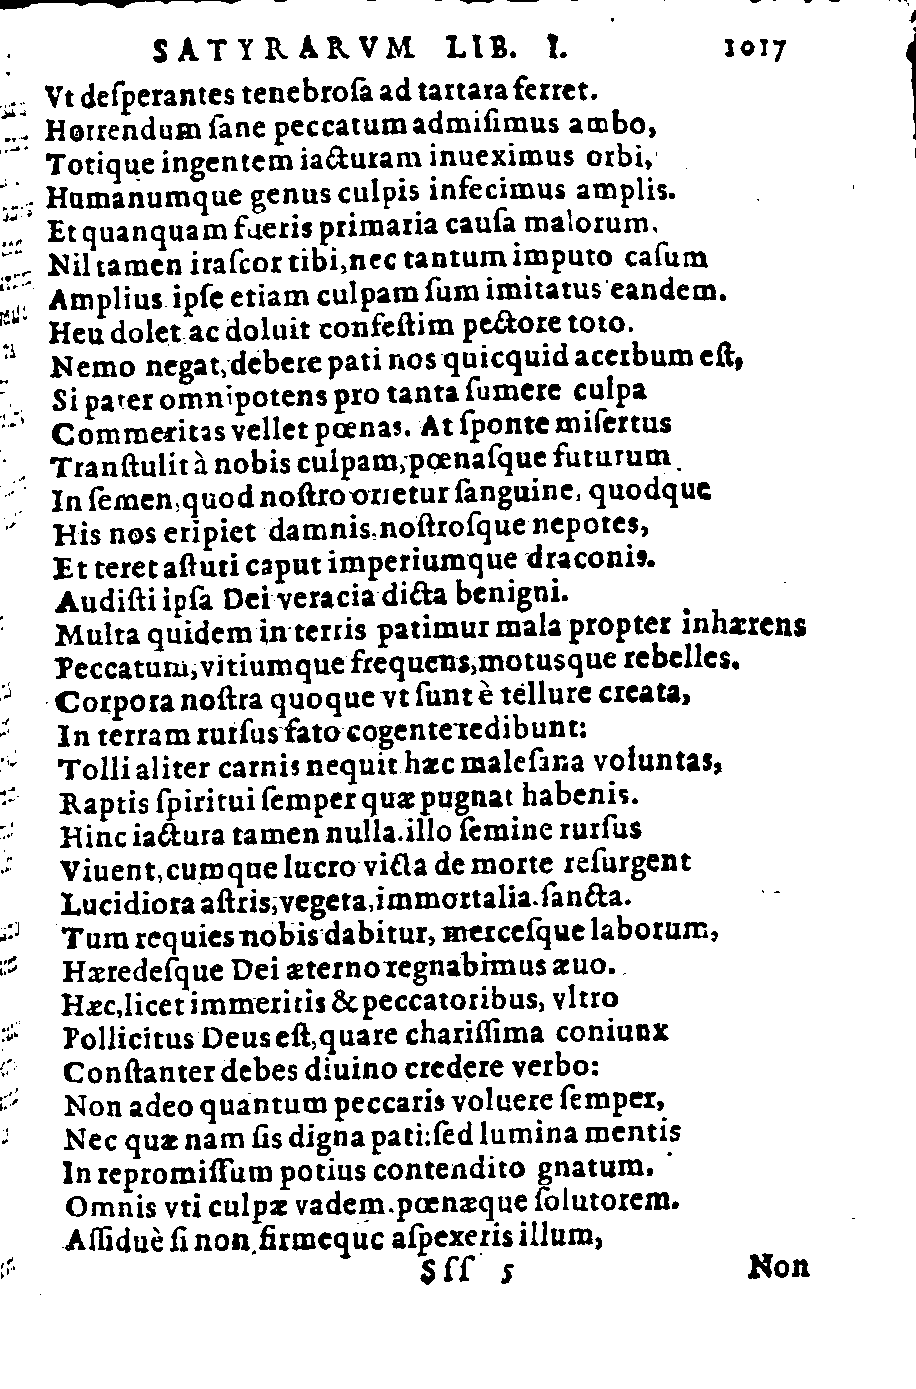 SATYRARVM LIB. I. 1017
Vt deſperantes tenebroſa ad tartara ferret.
Horrendum ſane peccatum admiſimus ambo,
Totique ingentem iacturam inueximus orbi,
Humanumque genus culpis infecimus amplis.
Et quanquam fueris primaria cauſa malorum.
Nil tamen iraſcor tibi, nec tantum imputo caſum
Amplius ipſe etiam culpam ſum imitatus eandem.
Heu dolet ac doluit confeſtim pectore toto.
Nemo negat, debere pati nos quicquid acerbum eſt,
Si pater omnipotens pro tanta ſumere culpa
Commeritas vellet pœnas. At ſponte miſertus
Tranſtulit à nobis culpam, pœnaſque futurum
In ſemen, quod noſtro orietur ſanguine, quodque
His nos eripiet damnis, noſtroſque nepotes,
Et teret aſtuti caput imperiumque draconis.
Audiſti ipſa Dei veracia dicta benigni.
Multa quidem in terris patimur mala propter inhærens
Peccatum, vitiumque frequens, motusque rebelles.
Corpora noſtra quoque vt ſunt è tellure creata,
In terram rurſus fato cogente redibunt:
Tolli aliter carnis nequit hæc maleſana voluntas,
Raptis ſpiritui ſemper quæ pugnat habenis.
Hinc iactura tamen nulla. illo ſemine rurſus
Viuent, cumque lucro victa de morte reſurgent
Lucidiora aſtris, vegeta, immortalia. ſancta.
Tum requies nobis dabitur, merceſque laborum,
Hæredeſque Dei æterno regnabimus æuo.
Hæc, licet immeritis & peccatoribus, vltro
Pollicitus Deus eſt, quare chariſſima coniunx
Conſtanter debes diuino credere verbo:
Non adeo quantum peccaris voluere ſemper,
Nec quæ nam ſis digna pati: ſed lumina mentis
In repromiſſum potius contendito gnatum.
Omnis vti culpæ vadem. pœnæque ſolutorem.
Aſſiduè ſi non firmeque aſpexeris illum,
Sſſ 5 Non